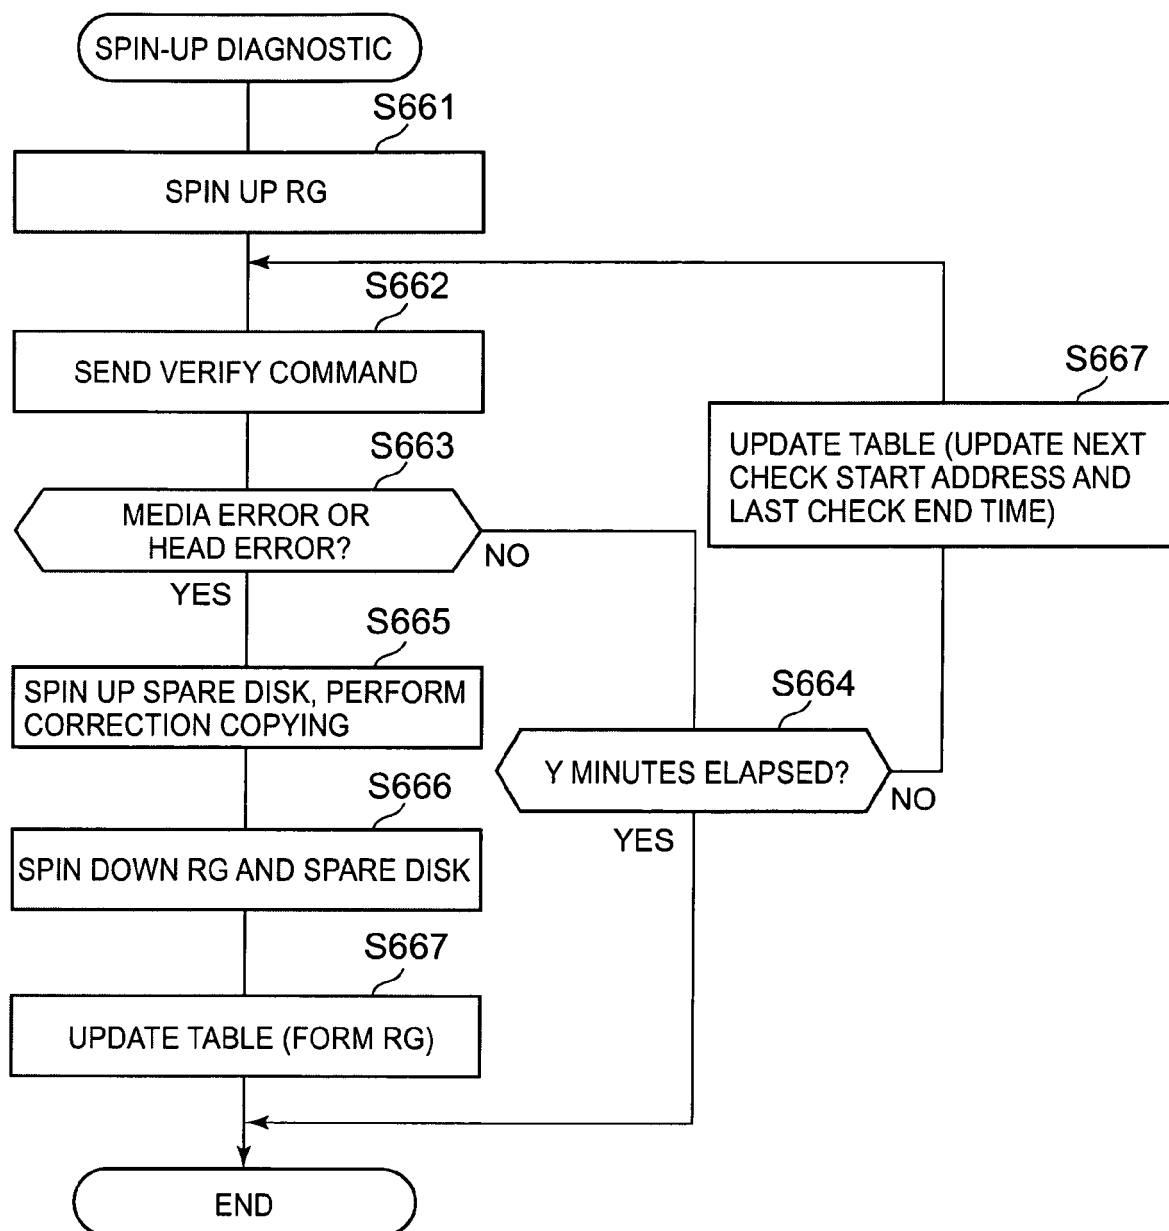 SPIN-UP DIAGNOSTIC
S661
SPIN UP RG
S662
SEND VERIFY COMMAND
S667
UPDATE TABLE (UPDATE NEXT
CHECK START ADDRESS AND
LAST CHECK END TIME)
S663
MEDIA ERROR OR
HEAD ERROR?
NO
YES
S665
SPIN UP SPARE DISK, PERFORM
CORRECTION COPYING
S664
Y MINUTES ELAPSED?
NO
YES
S666
SPIN DOWN RG AND SPARE DISK
S667
UPDATE TABLE (FORM RG)
END